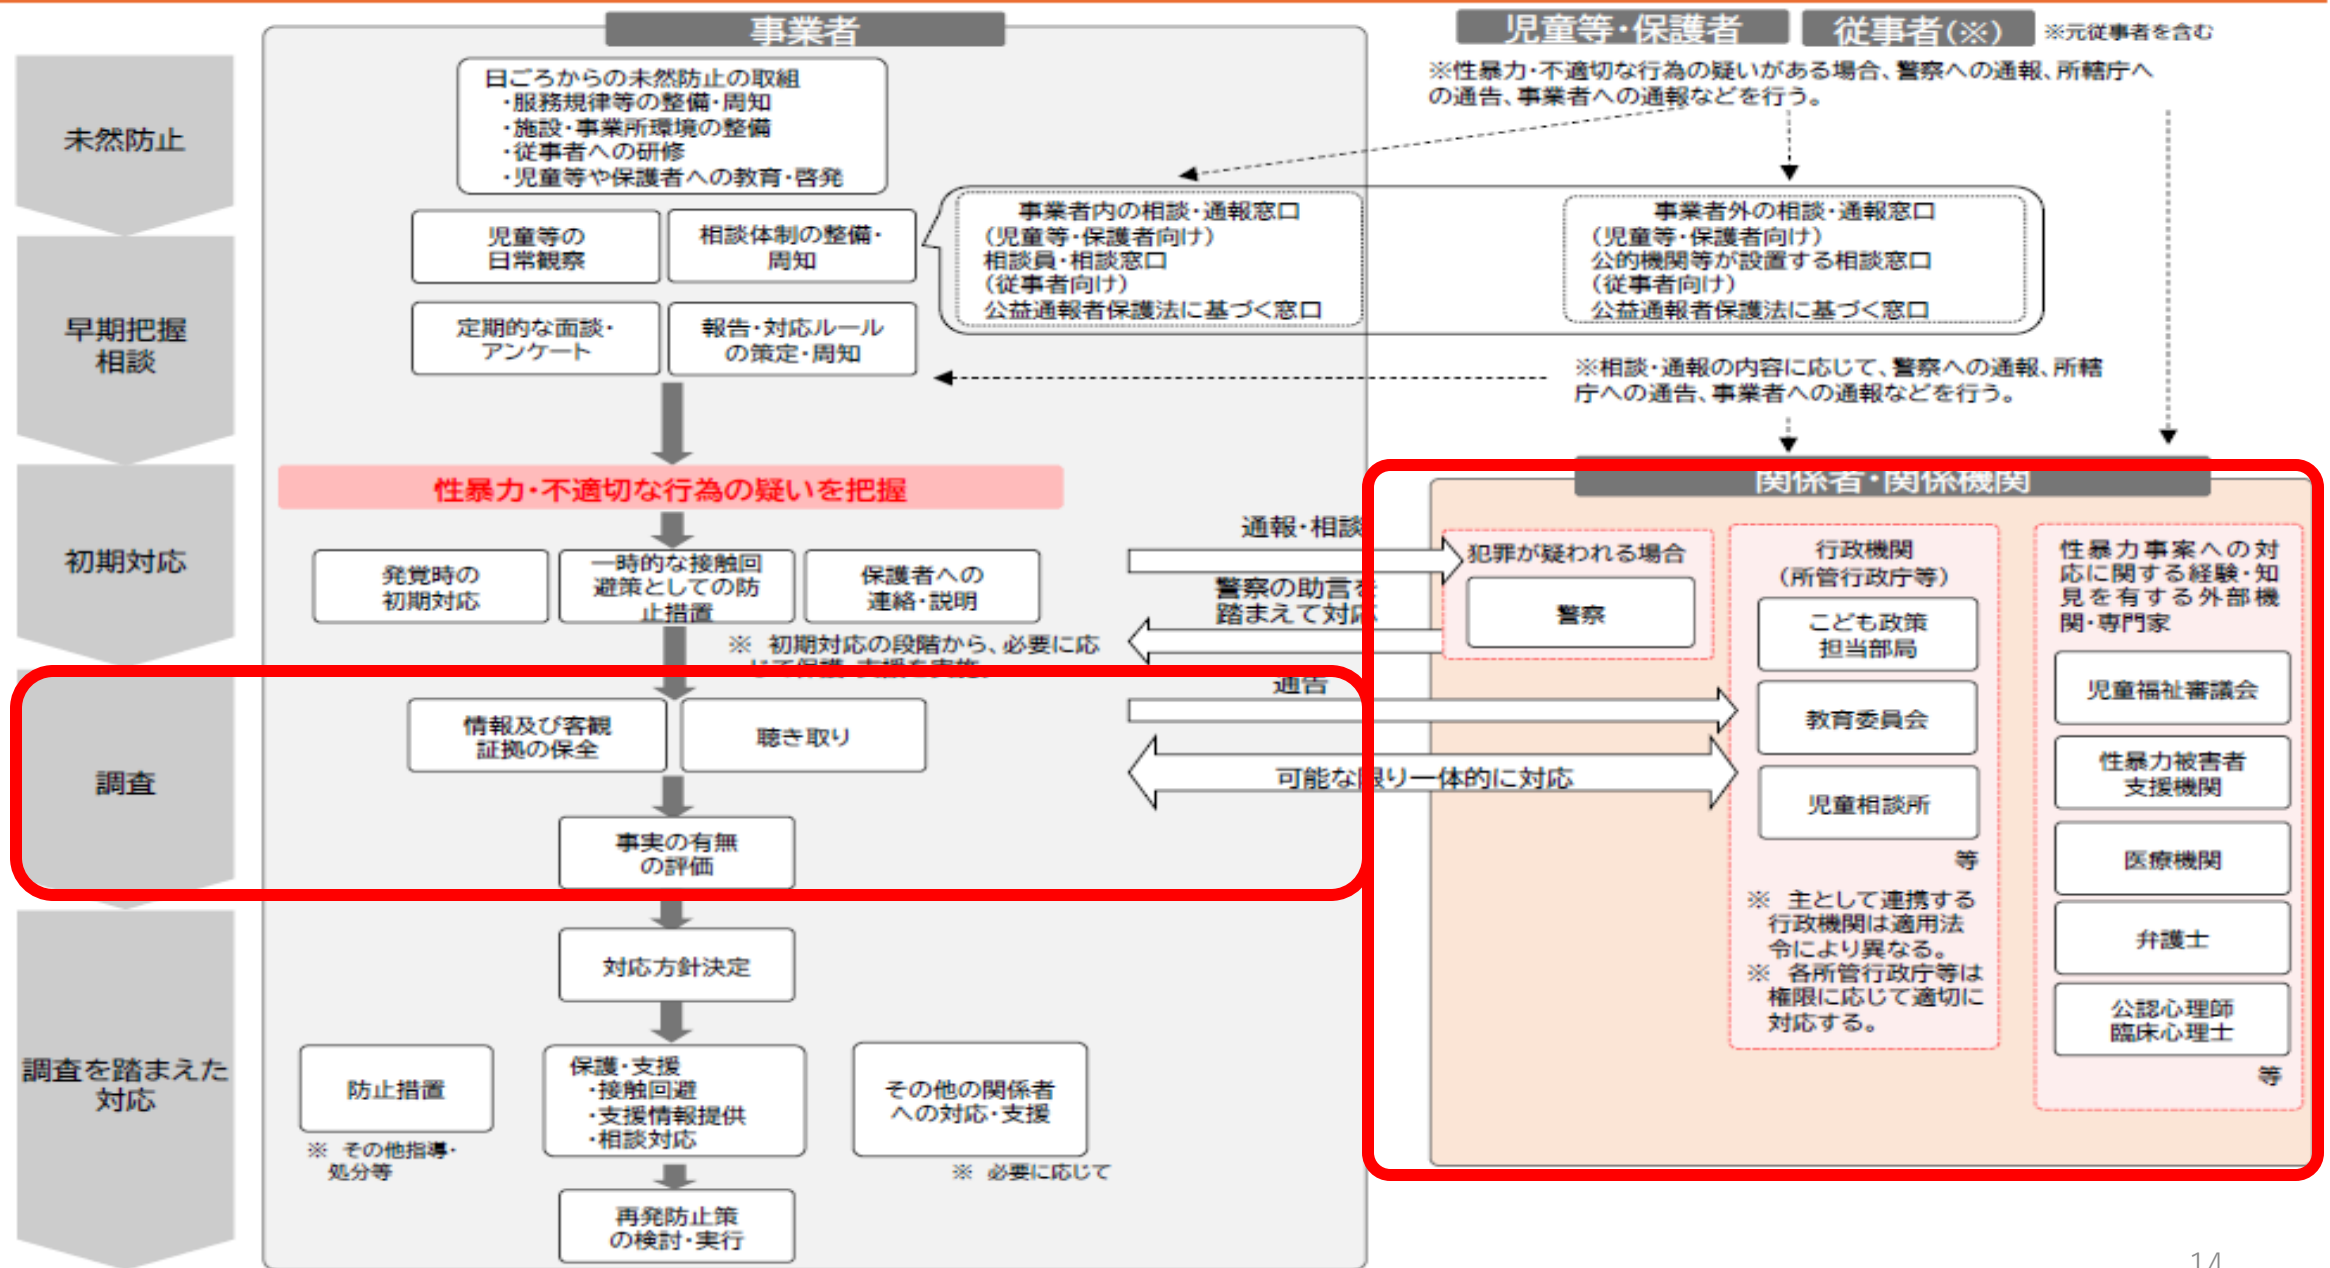 事業者
児童等・保護者
従事者(※)
※元従事者を含む
※性暴力・不適切な行為の疑いがある場合、警察への通報、所轄庁へ
の通告、事業者への通報などを行う。
未然防止
日ごろからの未然防止の取組
・服務規律等の整備・周知
・施設・事業所環境の整備
・従事者への研修
・児童等や保護者への教育・啓発
早期把握
相談
児童等の
日常観察
相談体制の整備・
周知
定期的な面談・
アンケート
報告・対応ルール
の策定・周知
事業者内の相談・通報窓口
(児童等・保護者向け)
相談員・相談窓口
(従事者向け)
公益通報者保護法に基づく窓口
事業者外の相談・通報窓口
(児童等・保護者向け)
公的機関等が設置する相談窓口
(従事者向け)
公益通報者保護法に基づく窓口
※相談・通報の内容に応じて、警察への通報、所轄
庁への通告、事業者への通報などを行う。
初期対応
性暴力・不適切な行為の疑いを把握
発覚時の
初期対応
一時的な接触回
避策としての防
止措置
保護者への
連絡・説明
※ 初期対応の段階から、必要に応
じて保護・支援を実施
通報・相談
警察の助言を
踏まえて対応
通告
可能な限り一体的に対応
関係者・関係機関
犯罪が疑われる場合
警察
行政機関
(所管行政庁等)
こども政策
担当部局
教育委員会
児童相談所
等
※ 主として連携する
行政機関は適用法
令により異なる。
※ 各所管行政庁等は
権限に応じて適切に
対応する。
性暴力事案への対
応に関する経験・知
見を有する外部機
関・専門家
児童福祉審議会
性暴力被害者
支援機関
医療機関
弁護士
公認心理師
臨床心理士
等
調査
情報及び客観
証拠の保全
聴き取り
事実の有無
の評価
調査を踏まえた
対応
対応方針決定
防止措置
※ その他指導・
処分等
保護・支援
・接触回避
・支援情報提供
・相談対応
その他の関係者
への対応・支援
※ 必要に応じて
再発防止策
の検討・実行
14